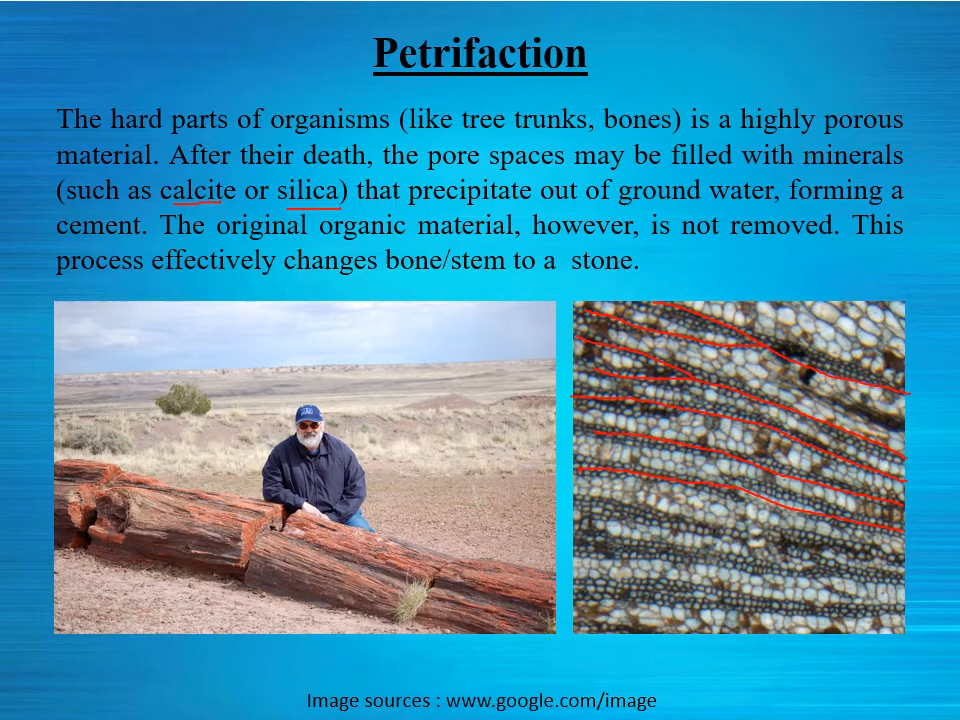 Petrifaction
The hard parts of organisms (like tree trunks, bones) is a highly porous
material. After their death, the pore spaces may be filled with minerals
(such as calcite or silica) that precipitate out of ground water, forming a
cement. The original organic material, however, is not removed. This
process effectively changes bone/stem to a stone.
Image sources : www.google.com/image